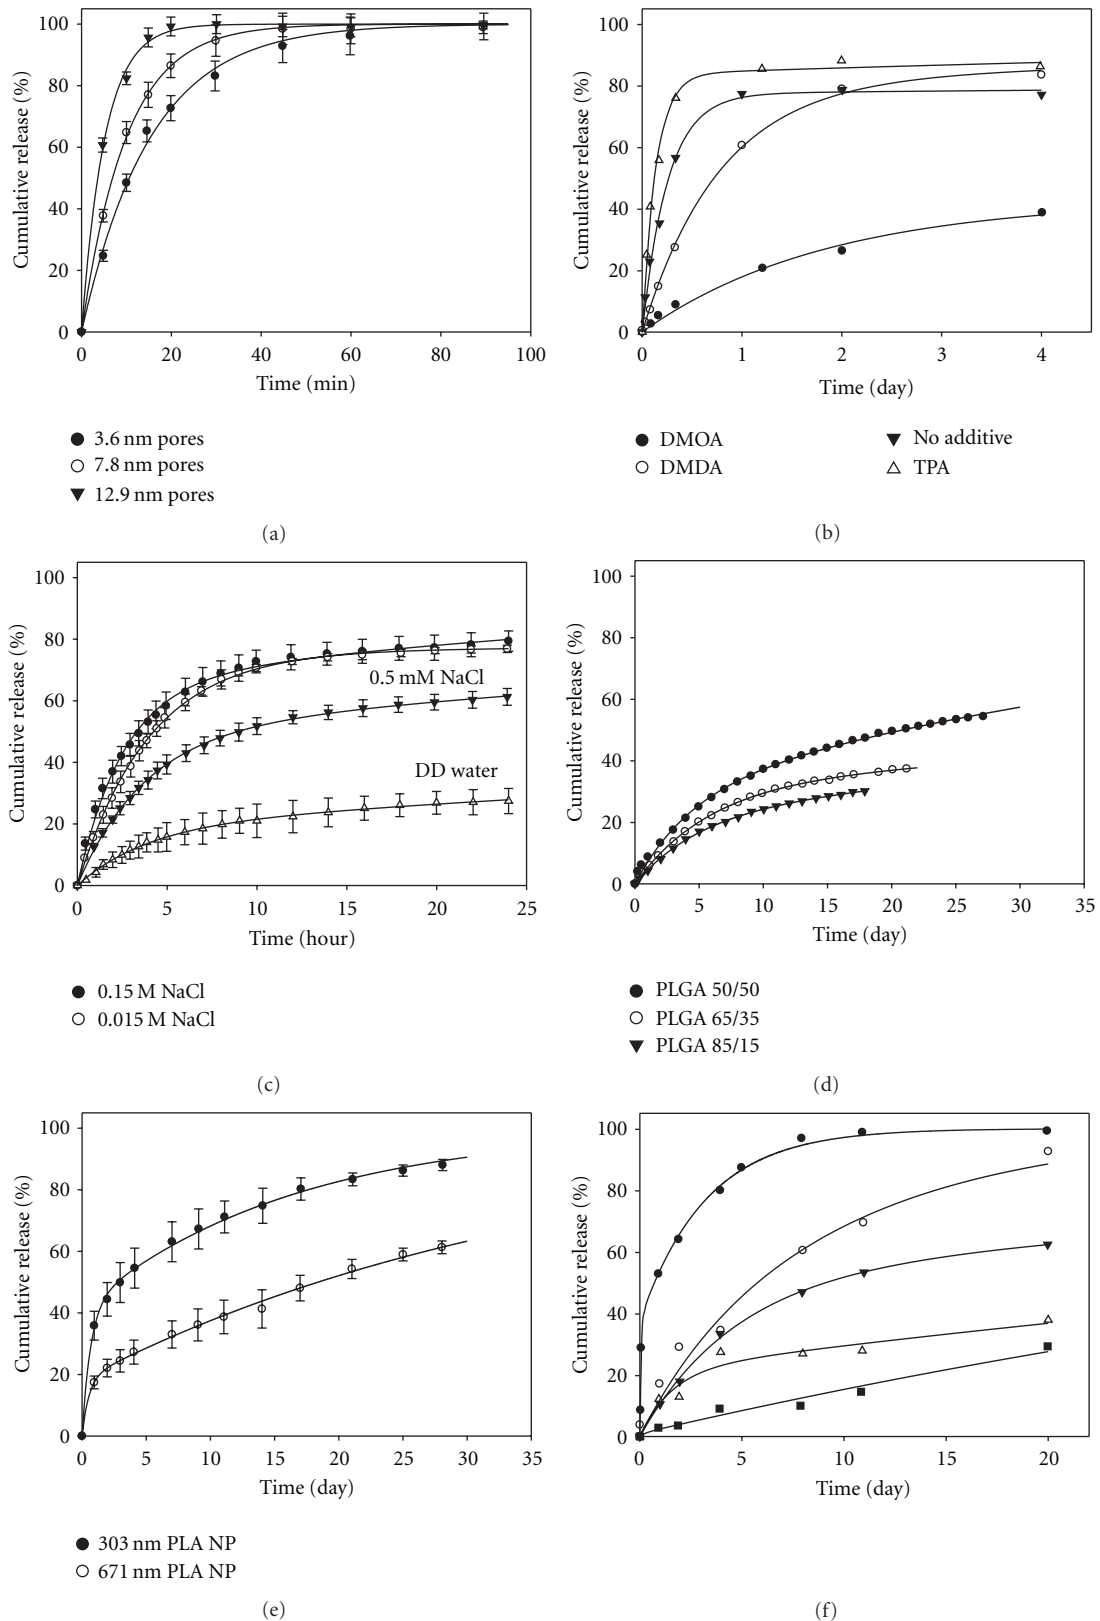 100
80
60
40
20
0
Cumulative release (%)
0 20 40 60 80 100
Time (min)
3.6 nm pores
7.8 nm pores
12.9 nm pores
(a)
100
80
60
40
20
0
Cumulative release (%)
0 1 2 3 4
Time (day)
DMOA
DMDA
No additive
TPA
(b)
100
80
60
40
20
0
Cumulative release (%)
0.5 mM NaCl
DD water
0 5 10 15 20 25
Time (hour)
0.15 M NaCl
0.015 M NaCl
(c)
100
80
60
40
20
0
Cumulative release (%)
0 5 10 15 20 25 30 35
Time (day)
PLGA 50/50
PLGA 65/35
PLGA 85/15
(d)
100
80
60
40
20
0
Cumulative release (%)
0 5 10 15 20 25 30 35
Time (day)
303 nm PLA NP
671 nm PLA NP
(e)
100
80
60
40
20
0
Cumulative release (%)
0 5 10 15 20
Time (day)
(f)